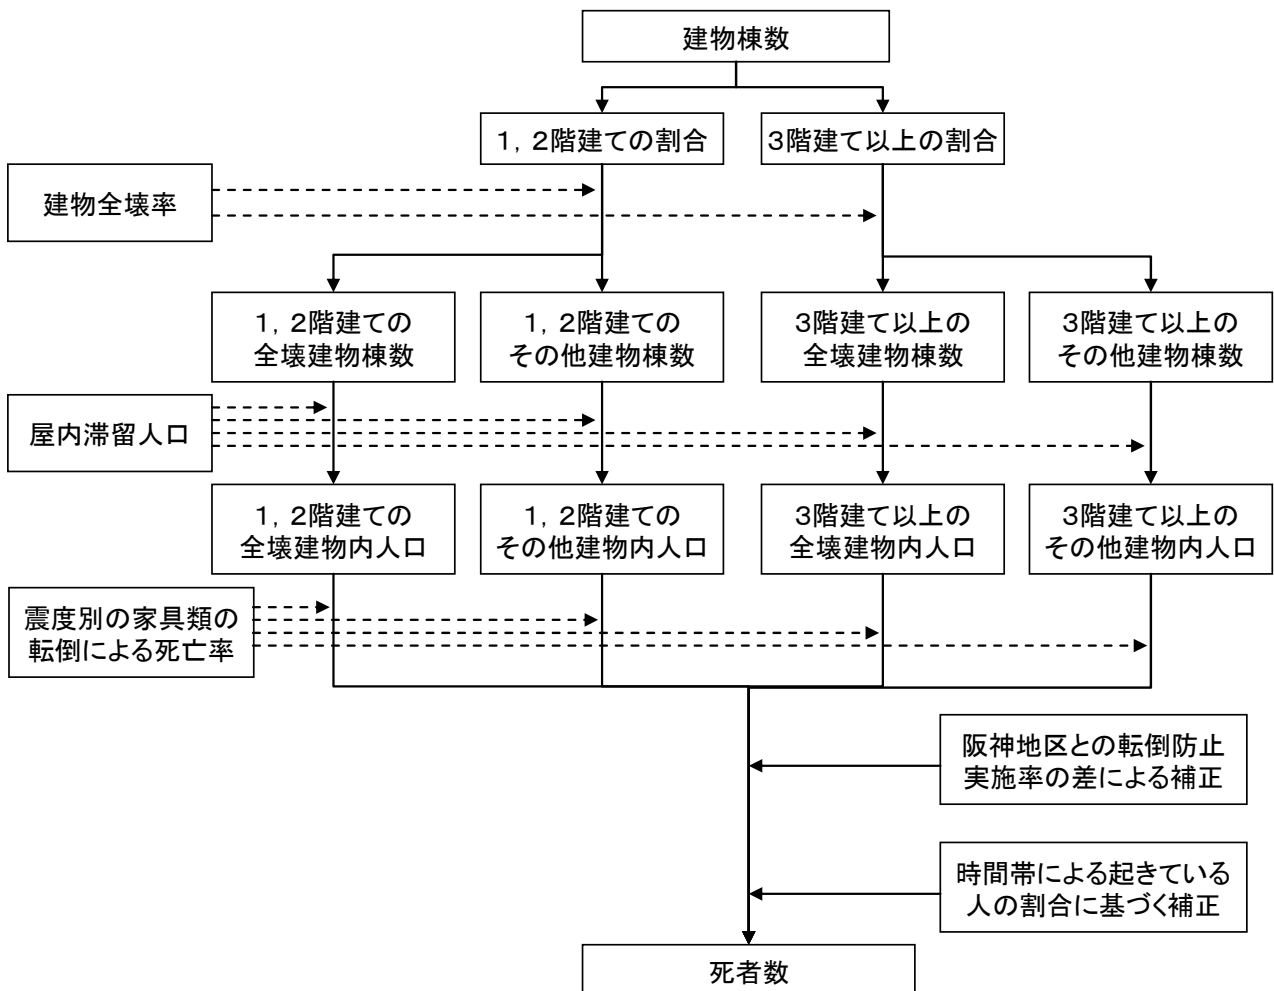 建物棟数
1，2階建ての割合
3階建て以上の割合
建物全壊率
1，2階建ての
全壊建物棟数
1，2階建ての
その他建物棟数
3階建て以上の
全壊建物棟数
3階建て以上の
その他建物棟数
屋内滞留人口
1，2階建ての
全壊建物内人口
1，2階建ての
その他建物内人口
3階建て以上の
全壊建物内人口
3階建て以上の
その他建物内人口
震度別の家具類の
転倒による死亡率
阪神地区との転倒防止
実施率の差による補正
時間帯による起きている
人の割合に基づく補正
死者数